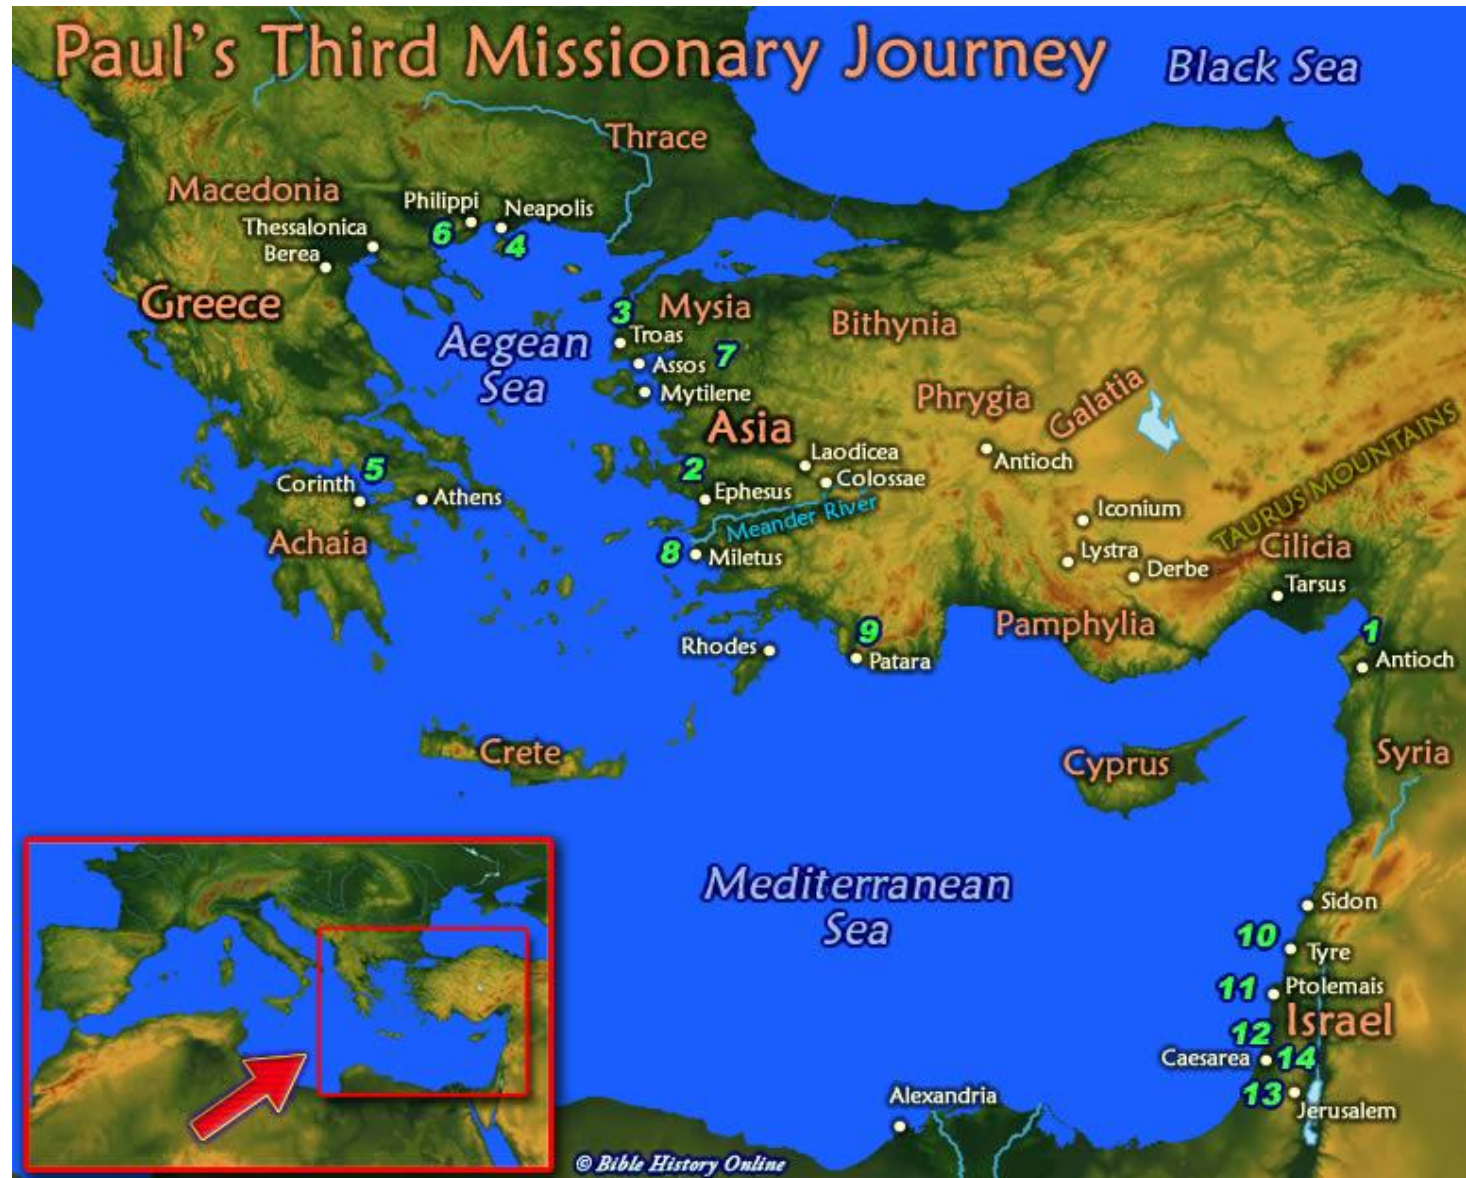 Paul's Third Missionary Journey
Black Sea
Thrace
Macedonia
Philippi
Neapolis
Thessalonica
6
4
Berea
Greece
3
Mysia
Bithynia
Aegean
Sea
Troas
Assos
7
Mytilene
Phrygia
Galatia
Asia
TAURUS MOUNTAINS
Laodicea
Antioch
5
2
Corinth
Athens
Ephesus
Colossae
Meander River
Iconium
Achaia
8
Miletus
Lystra
Derbe
Cilicia
Tarsus
Pamphylia
9
1
Rhodes
Patara
Antioch
Crete
Cyprus
Syria
Mediterranean
Sea
Sidon
10
Tyre
11
Ptolemais
Israel
12
Caesarea
14
13
Jerusalem
Alexandria
© Bible History Online